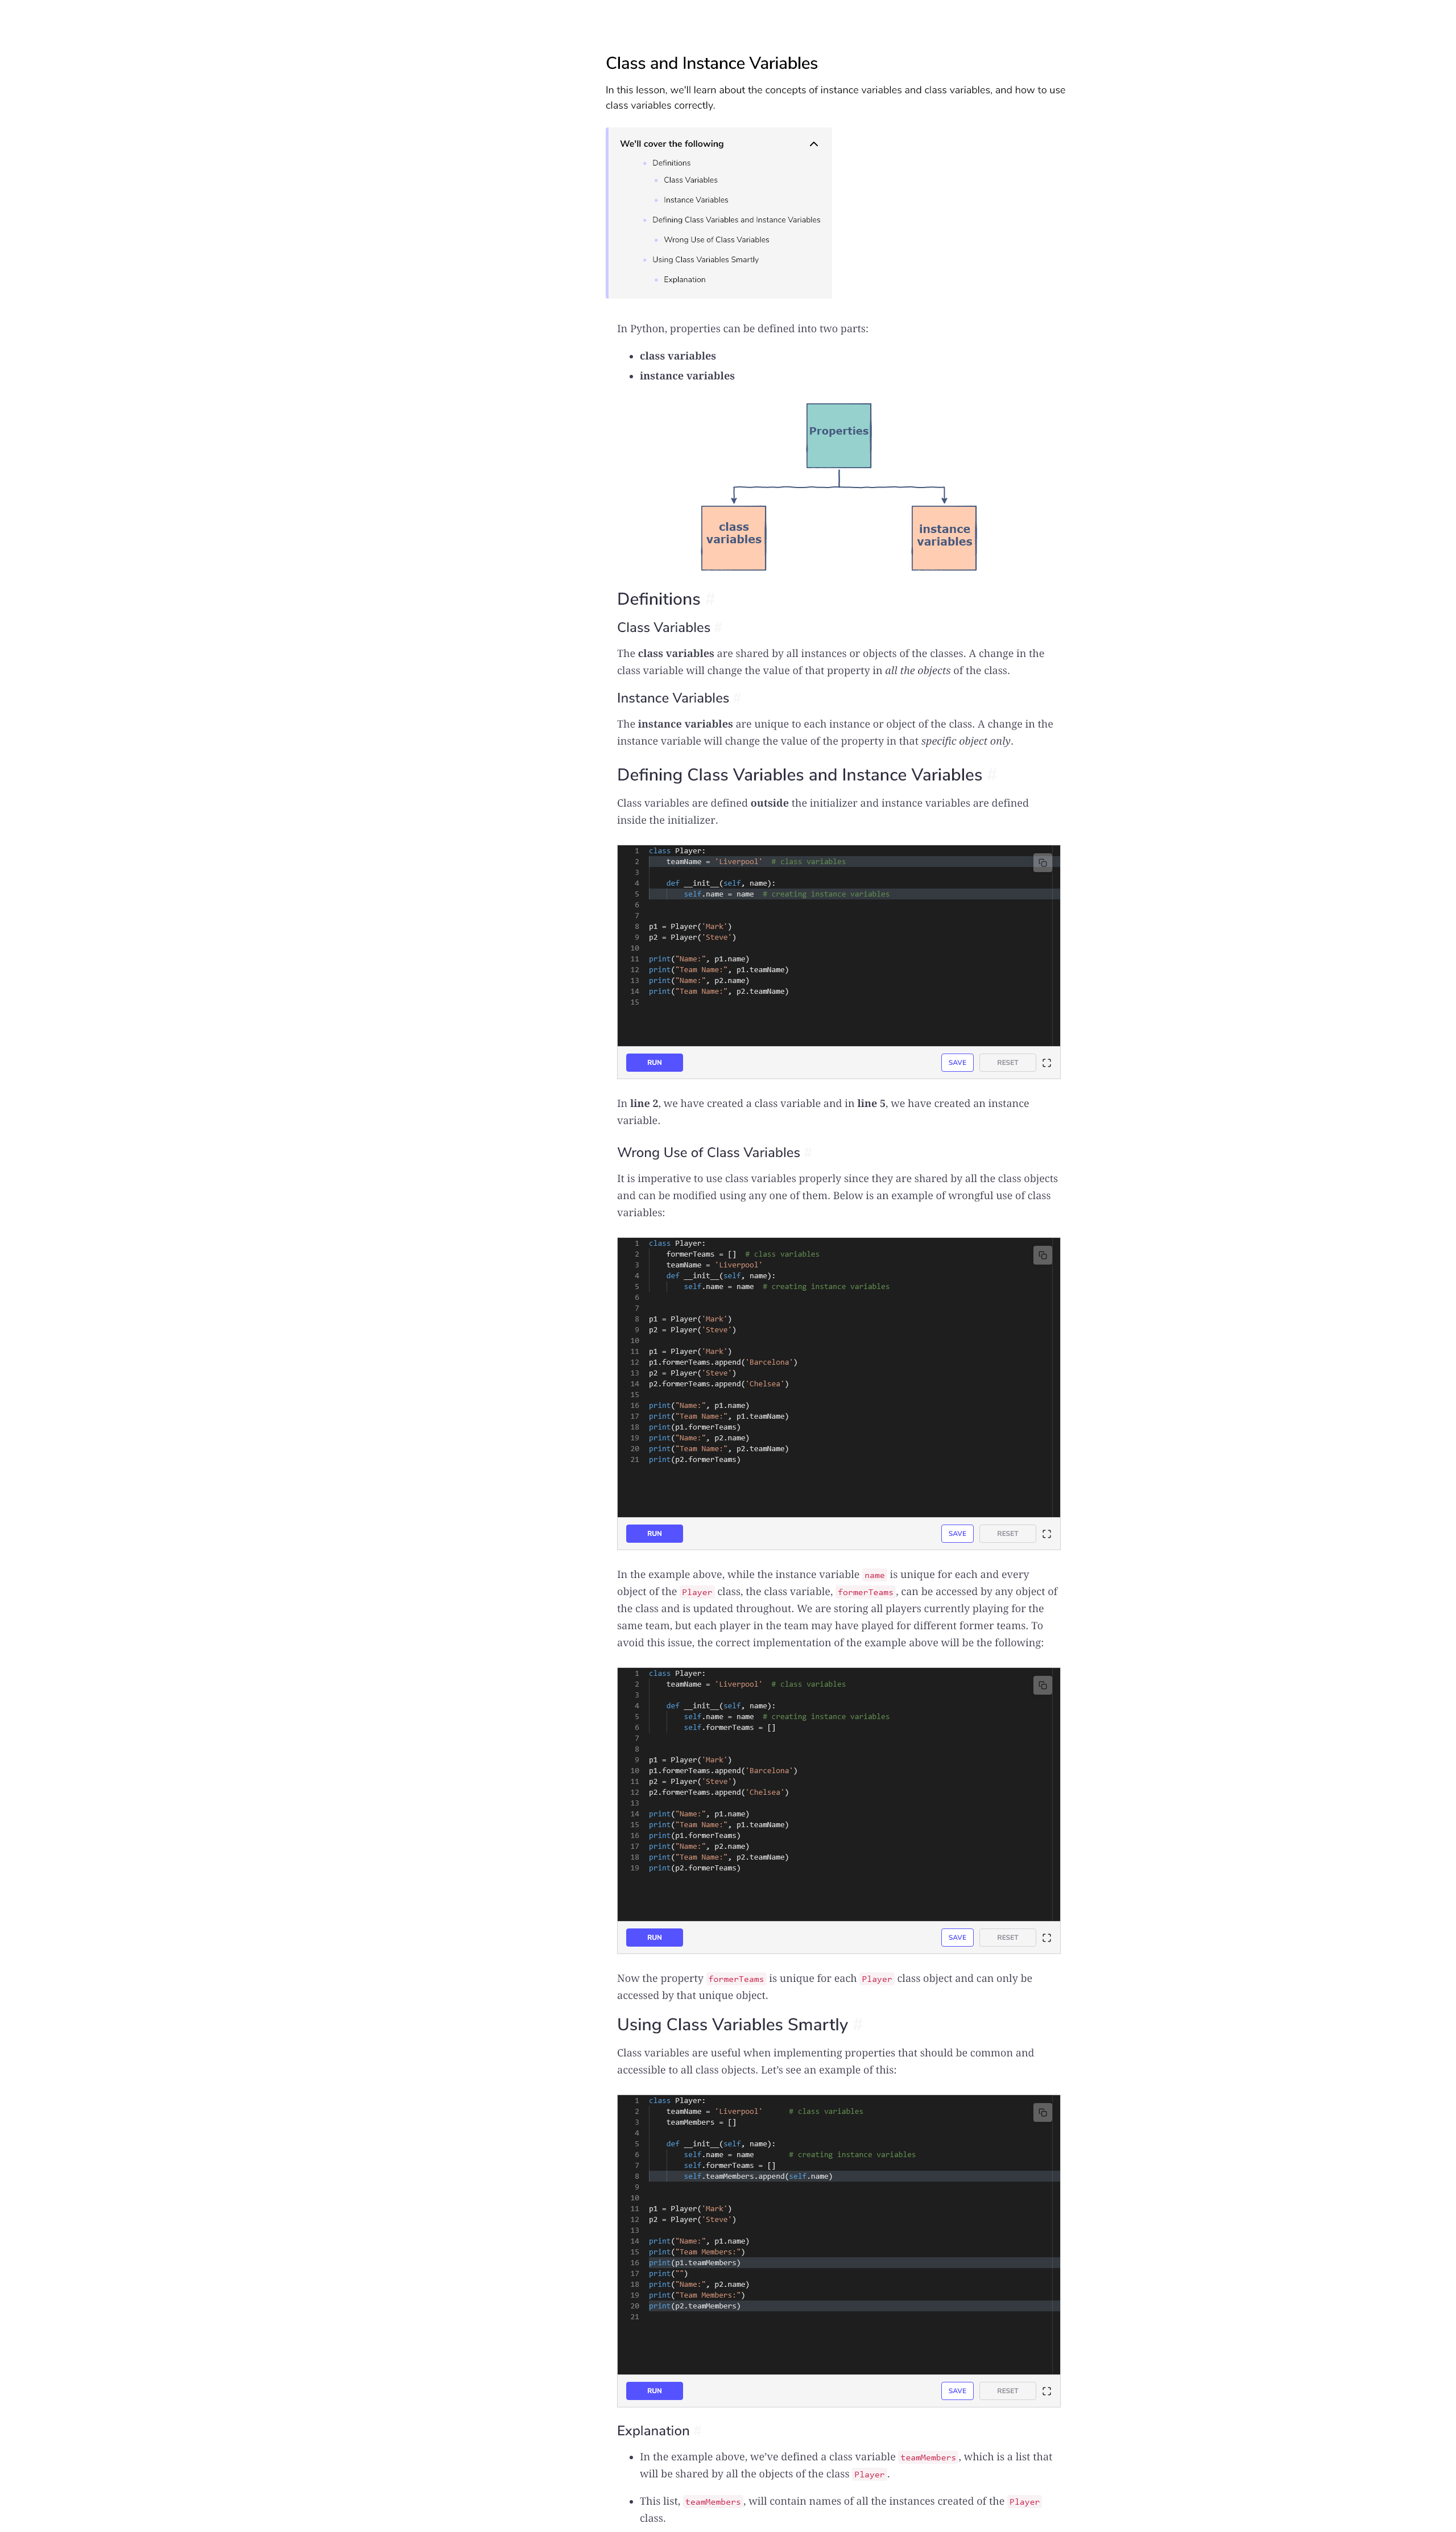 Class and Instance Variables
In this lesson, we'll learn about the concepts of instance variables and class variables, and how to use
class variables correctly.
We'll cover the following
Definitions
Class Variables
Instance Variables
Defining Class Variables and Instance Variables
Wrong Use of Class Variables
Using Class Variables Smartly
Explanation
In Python, properties can be defined into two parts:
• class variables
• instance variables
Properties
class
variables
instance
variables
Definitions #
Class Variables #
The class variables are shared by all instances or objects of the classes. A change in the
class variable will change the value of that property in all the objects of the class.
Instance Variables #
The instance variables are unique to each instance or object of the class. A change in the
instance variable will change the value of the property in that specific object only.
Defining Class Variables and Instance Variables #
Class variables are defined outside the initializer and instance variables are defined
inside the initializer.
1 class Player:
2     teamName = 'Liverpool'  # class variables
3
4     def __init__(self, name):
5         self.name = name  # creating instance variables
6
7
8 p1 = Player('Mark')
9 p2 = Player('Steve')
10
11 print("Name:", p1.name)
12 print("Team Name:", p1.teamName)
13 print("Name:", p2.name)
14 print("Team Name:", p2.teamName)
15
RUN SAVE RESET
In line 2, we have created a class variable and in line 5, we have created an instance
variable.
Wrong Use of Class Variables #
It is imperative to use class variables properly since they are shared by all the class objects
and can be modified using any one of them. Below is an example of wrongful use of class
variables:
1 class Player:
2     formerTeams = []  # class variables
3     teamName = 'Liverpool'
4     def __init__(self, name):
5         self.name = name  # creating instance variables
6
7
8 p1 = Player('Mark')
9 p2 = Player('Steve')
10
11 p1 = Player('Mark')
12 p1.formerTeams.append('Barcelona')
13 p2 = Player('Steve')
14 p2.formerTeams.append('Chelsea')
15
16 print("Name:", p1.name)
17 print("Team Name:", p1.teamName)
18 print(p1.formerTeams)
19 print("Name:", p2.name)
20 print("Team Name:", p2.teamName)
21 print(p2.formerTeams)
RUN SAVE RESET
In the example above, while the instance variable name is unique for each and every
object of the Player class, the class variable, formerTeams, can be accessed by any object of
the class and is updated throughout. We are storing all players currently playing for the
same team, but each player in the team may have played for different former teams. To
avoid this issue, the correct implementation of the example above will be the following:
1 class Player:
2     teamName = 'Liverpool'  # class variables
3
4     def __init__(self, name):
5         self.name = name  # creating instance variables
6         self.formerTeams = []
7
8
9 p1 = Player('Mark')
10 p1.formerTeams.append('Barcelona')
11 p2 = Player('Steve')
12 p2.formerTeams.append('Chelsea')
13
14 print("Name:", p1.name)
15 print("Team Name:", p1.teamName)
16 print(p1.formerTeams)
17 print("Name:", p2.name)
18 print("Team Name:", p2.teamName)
19 print(p2.formerTeams)
RUN SAVE RESET
Now the property formerTeams is unique for each Player class object and can only be
accessed by that unique object.
Using Class Variables Smartly #
Class variables are useful when implementing properties that should be common and
accessible to all class objects. Let's see an example of this:
1 class Player:
2     teamName = 'Liverpool'      # class variables
3     teamMembers = []
4
5     def __init__(self, name):
6         self.name = name        # creating instance variables
7         self.formerTeams = []
8         self.teamMembers.append(self.name)
9
10
11 p1 = Player('Mark')
12 p2 = Player('Steve')
13
14 print("Name:", p1.name)
15 print("Team Members:")
16 print(p1.teamMembers)
17 print("")
18 print("Name:", p2.name)
19 print("Team Members:")
20 print(p2.teamMembers)
21
RUN SAVE RESET
Explanation #
• In the example above, we've defined a class variable teamMembers, which is a list that
will be shared by all the objects of the class Player.
• This list, teamMembers, will contain names of all the instances created of the Player
class.